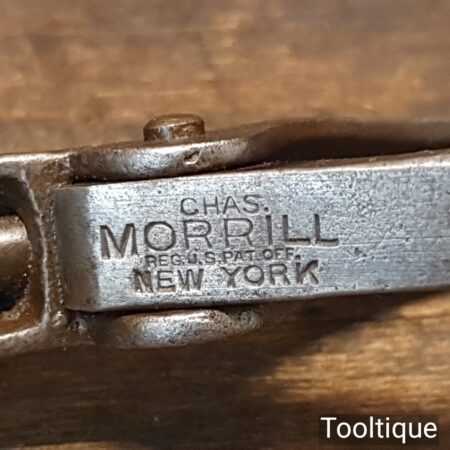 CHAS.
MORRILL
REG.U.S.PAT.OFF.
NEW YORK
Tooltique